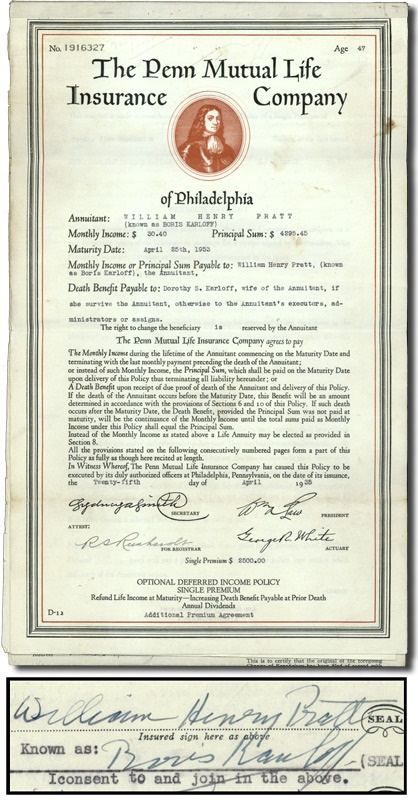 No. 1916327 Age 47
The Penn Mutual Life
Insurance Company
of Philadelphia
Annuitant: WILLIAM HENRY PRATT
(known as BORIS KARLOFF)
Monthly Income: $ 30.40 Principal Sum: $ 4295.45
Maturity Date: April 25th, 1953
Monthly Income or Principal Sum Payable to: William Henry Pratt, (known
as Boris Karloff), the Annuitant,
Death Benefit Payable to: Dorothy S. Karloff, wife of the Annuitant, if
she survive the Annuitant, otherwise to the Annuitant's executors, ad-
ministrators or assigns.
The right to change the beneficiary is reserved by the Annuitant
The Penn Mutual Life Insurance Company agrees to pay
The Monthly Income during the lifetime of the Annuitant commencing on the Maturity Date and
terminating with the last monthly payment preceding the death of the Annuitant;
or instead of such Monthly Income, the Principal Sum, which shall be paid on the Maturity Date
upon delivery of this Policy thus terminating all liability hereunder; or
A Death Benefit upon receipt of due proof of death of the Annuitant and delivery of this Policy.
If the death of the Annuitant occurs before the Maturity Date, this Benefit will be an amount
determined in accordance with the provisions of Sections 6 and 10 of this Policy. If such death
occurs after the Maturity Date, the Death Benefit, provided the Principal Sum was not paid at
maturity, will be the continuance of the Monthly Income until the total sums paid as Monthly
Income under this Policy shall equal the Principal Sum.
Instead of the Monthly Income as stated above a Life Annuity may be elected as provided in
Section 8.
All the provisions stated on the following consecutively numbered pages form a part of this
Policy as fully as though here recited at length.
In Witness Whereof, The Penn Mutual Life Insurance Company has caused this Policy to be
executed by its duly authorized officers at Philadelphia, Pennsylvania, on the date of its issuance,
the Twenty-fifth day of April 1935
Sydney A Smith Wm A Law
SECRETARY PRESIDENT
ATTEST:
George R. White
FOR REGISTRAR ACTUARY
Single Premium $ 2500.00
OPTIONAL DEFERRED INCOME POLICY
SINGLE PREMIUM
Refund Life Income at Maturity—Increasing Death Benefit Payable at Prior Death
Annual Dividends
D-12 Additional Premium Agreement
This is to certify that the original of the foregoing
William Henry Pratt (SEAL
Insured sign here as above
Known as: Boris Karloff (SEAL
I consent to and join in the above.